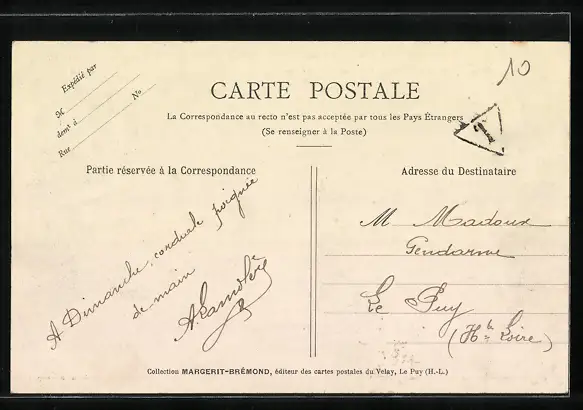 10
Expédié par
M
demt à
Rue No
CARTE POSTALE
La Correspondance au recto n'est pas acceptée par tous les Pays Étrangers
(Se renseigner à la Poste)
T
Partie réservée à la Correspondance
Adresse du Destinataire
A Dimanche, cordiale poignée
de main
M Madoux
Gendarme
Le Puy
(Hte Loire)
Collection MARGERIT-BRÉMOND, éditeur des cartes postales du Velay, Le Puy (H.-L.)